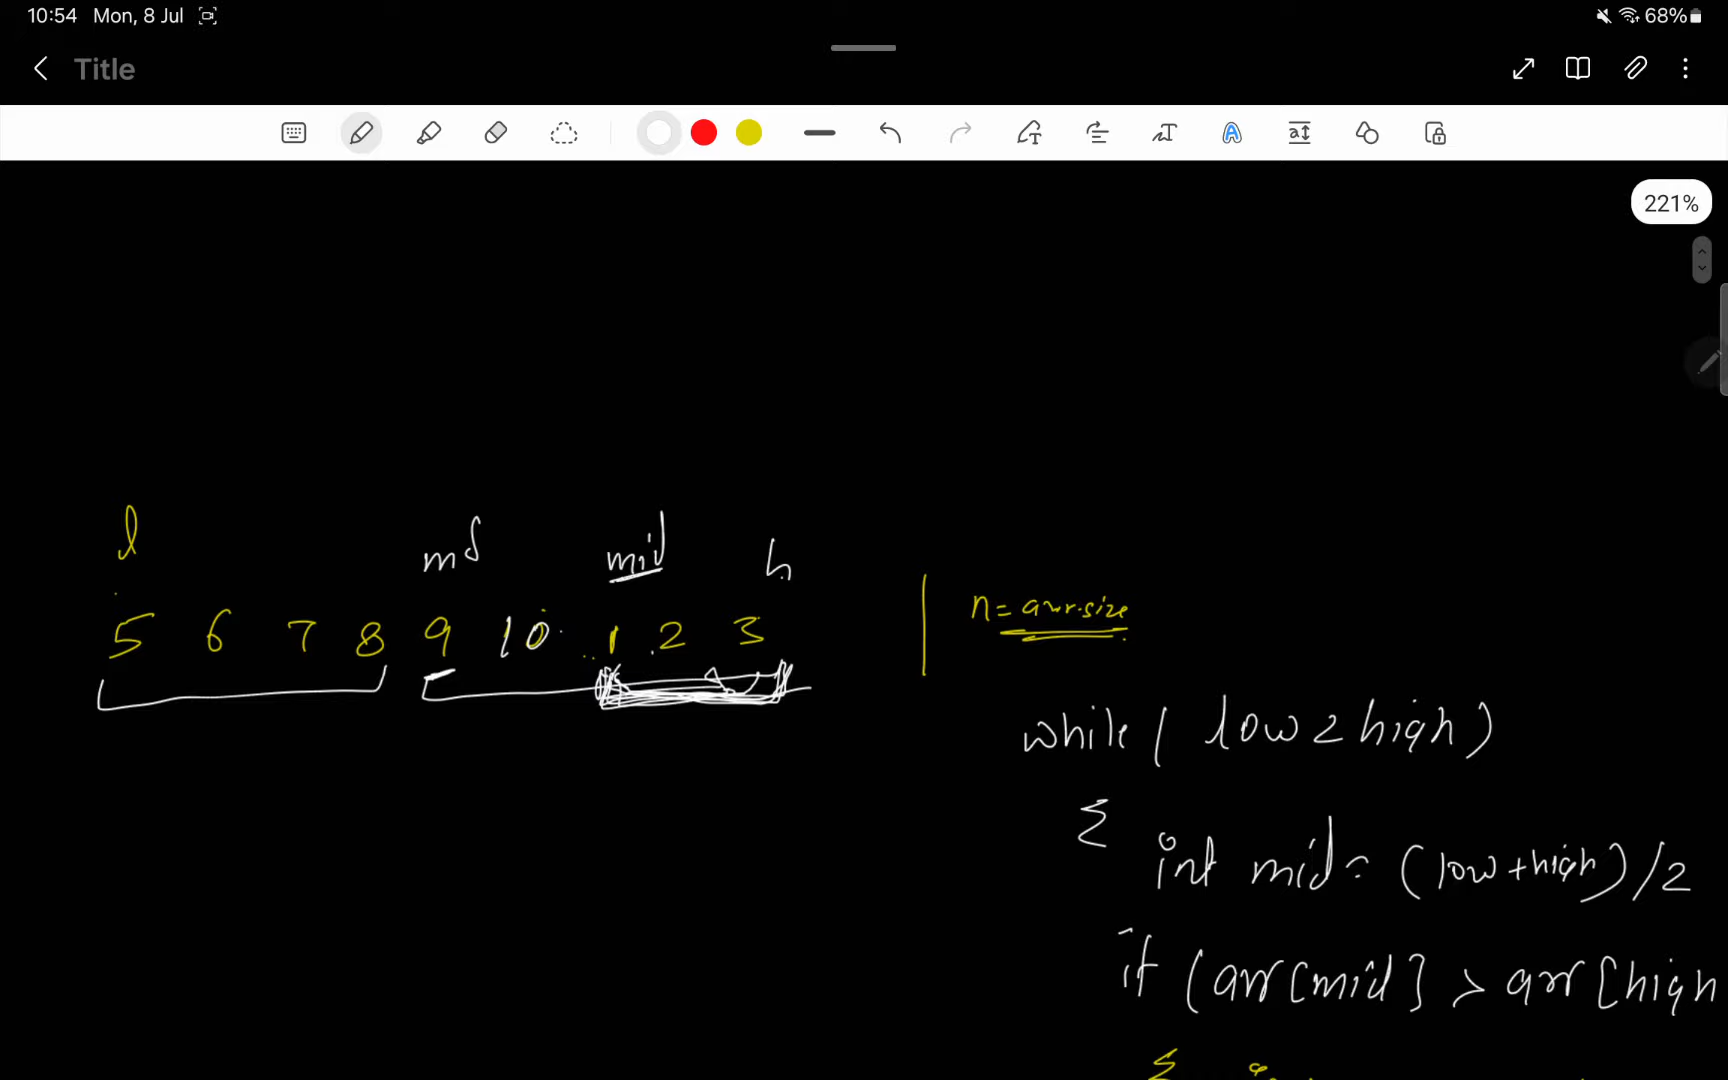 10:54 Mon, 8 Jul 68%
Title
221%
l mid mid h
5 6 7 8 9 10 1 2 3
n = arr.size
while( low < high)
{
int mid = (low+high)/2
if (arr[mid] > arr[high
{